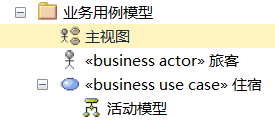 业务用例模型
主视图
«business actor» 旅客
«business use case» 住宿
活动模型